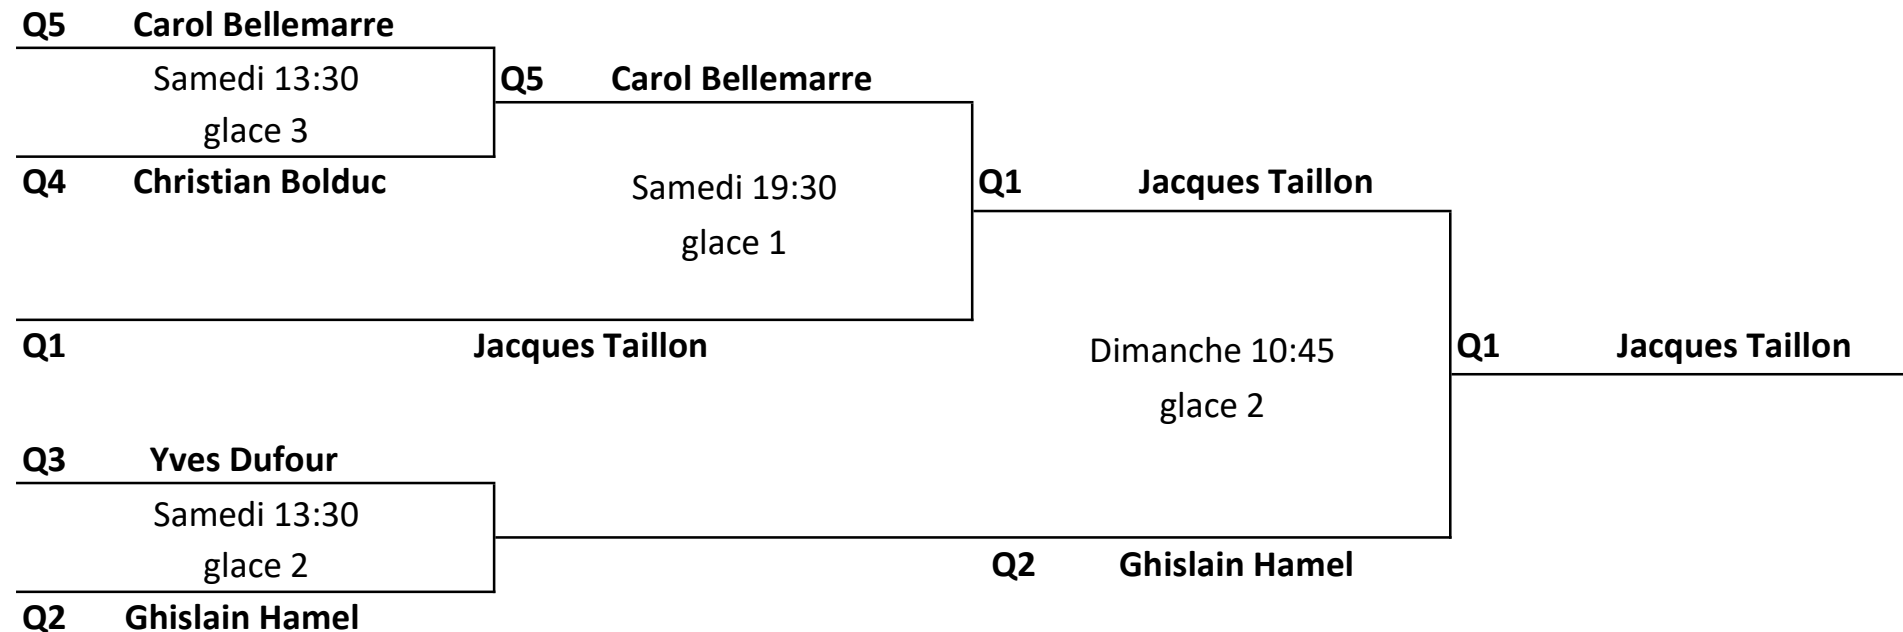 Q5 Carol Bellemarre
Samedi 13:30
glace 3
Q4 Christian Bolduc
Q5 Carol Bellemarre
Samedi 19:30
glace 1
Q1 Jacques Taillon
Q1 Jacques Taillon
Dimanche 10:45
glace 2
Q1 Jacques Taillon
Q3 Yves Dufour
Samedi 13:30
glace 2
Q2 Ghislain Hamel
Q2 Ghislain Hamel